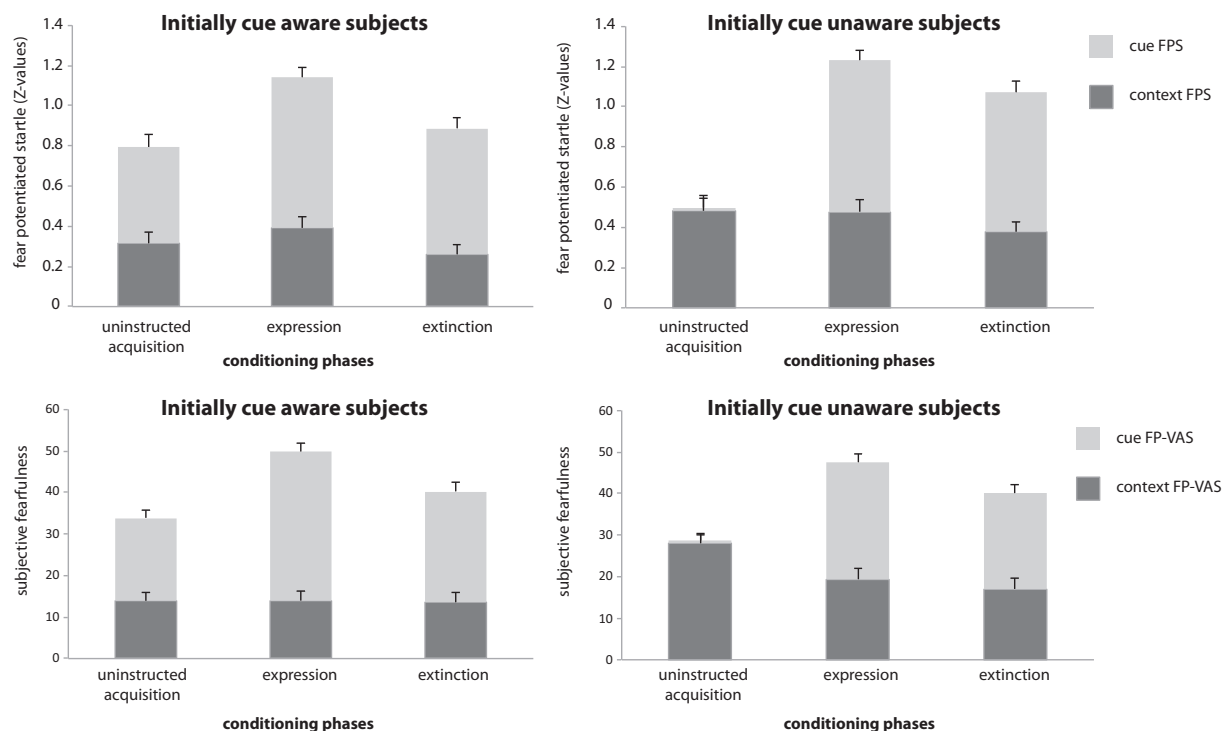 Initially cue aware subjects
fear potentiated startle (Z-values)
1.4
1.2
1.0
0.8
0.6
0.4
0.2
0
uninstructed
acquisition
expression
extinction
conditioning phases
Initially cue unaware subjects
fear potentiated startle (Z-values)
1.4
1.2
1.0
0.8
0.6
0.4
0.2
0
uninstructed
acquisition
expression
extinction
conditioning phases
cue FPS
context FPS
Initially cue aware subjects
subjective fearfulness
60
50
40
30
20
10
0
uninstructed
acquisition
expression
extinction
conditioning phases
Initially cue unaware subjects
subjective fearfulness
60
50
40
30
20
10
0
uninstructed
acquisition
expression
extinction
conditioning phases
cue FP-VAS
context FP-VAS